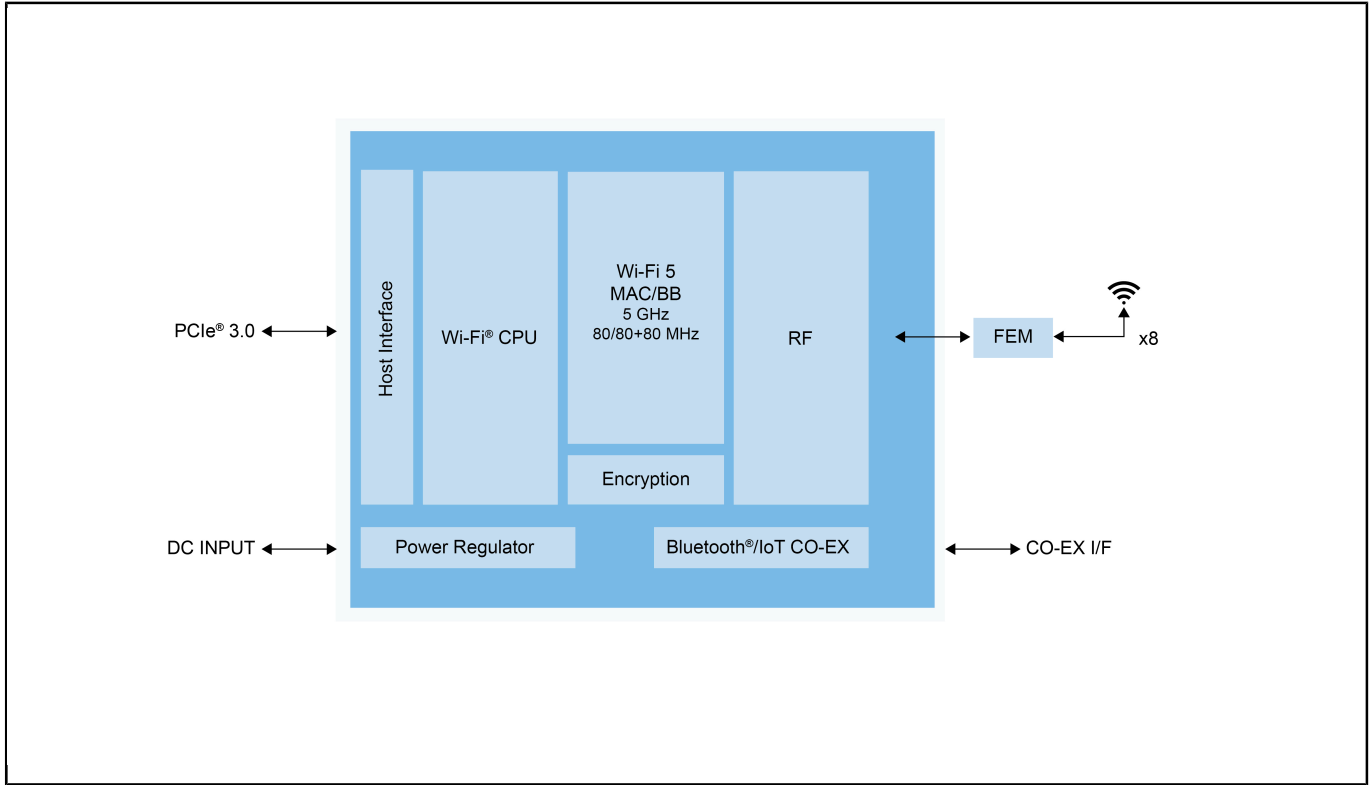 PCIe® 3.0
Host Interface
Wi-Fi® CPU
Wi-Fi 5
MAC/BB
5 GHz
80/80+80 MHz
Encryption
RF
FEM
x8
DC INPUT
Power Regulator
Bluetooth®/IoT CO-EX
CO-EX I/F